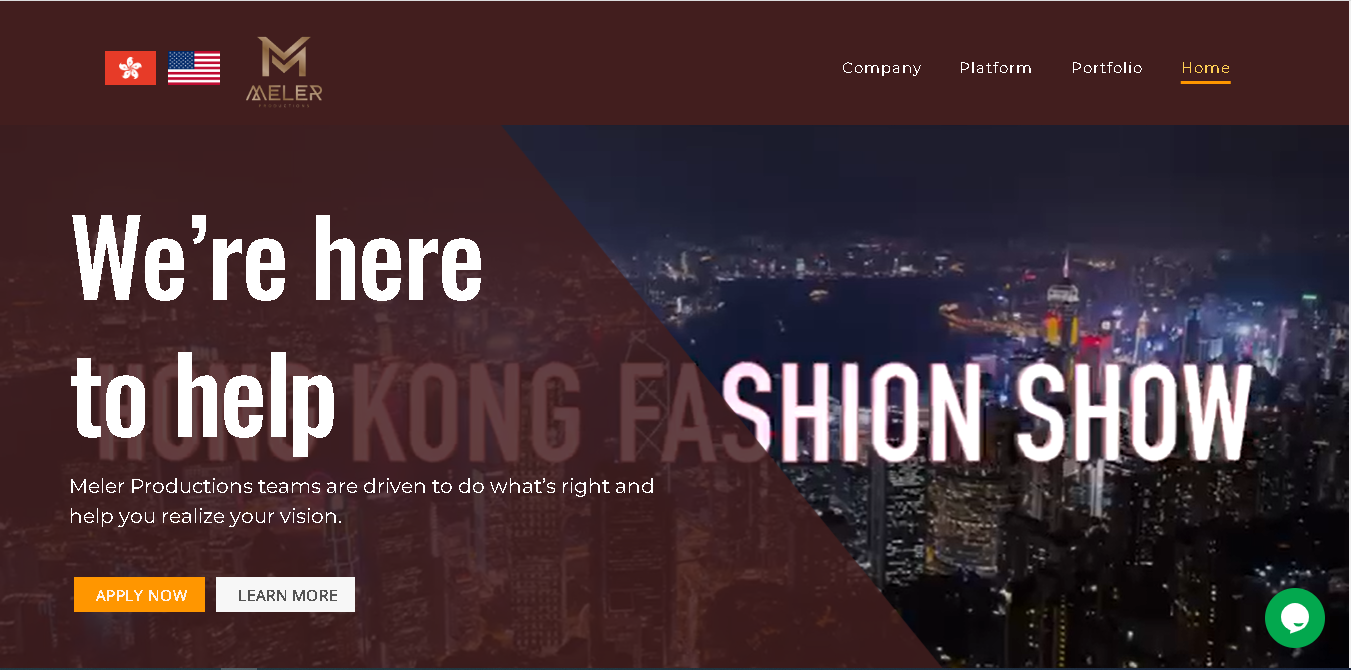 MELER
PRODUCTIONS
Company
Platform
Portfolio
Home
We’re here
to help
HONG KONG FASHION SHOW
Meler Productions teams are driven to do what’s right and
help you realize your vision.
APPLY NOW
LEARN MORE